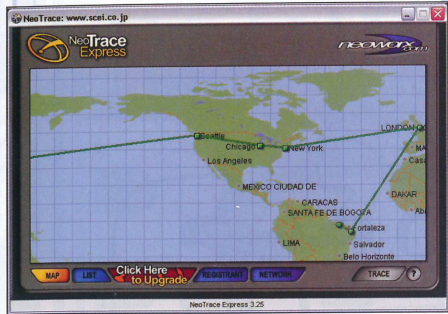 NeoTrace: www.scei.co.jp
NeoTrace
Express
neoworx
.com
Seattle
Chicago
New York
LONDON
Los Angeles
MEXICO CIUDAD DE
DAKAR
CARACAS
SANTA FE DE BOGOTA
Fortaleza
LIMA
Salvador
Belo Horizonte
MAP
LIST
Click Here
to Upgrade
REGISTRANT
NETWORK
TRACE
?
NeoTrace Express 3.25